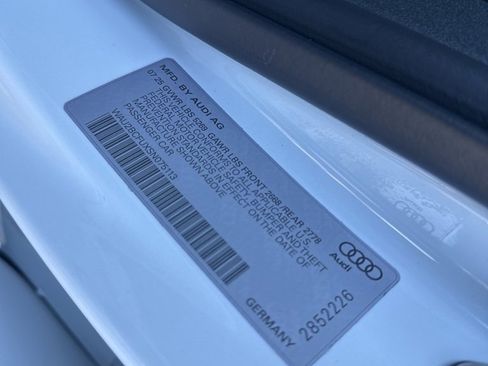 MFD. BY AUDI AG
07/25 GVWR LBS 5269 GAWR LBS FRONT 2668 /REAR 2778
THIS VEHICLE CONFORMS TO ALL APPLICABLE U.S.
FEDERAL MOTOR VEHICLE SAFETY, BUMPER AND THEFT
PREVENTION STANDARDS IN EFFECT ON THE DATE OF
MANUFACTURE SHOWN ABOVE
PASSENGER CAR
Audi
GERMANY 2852226